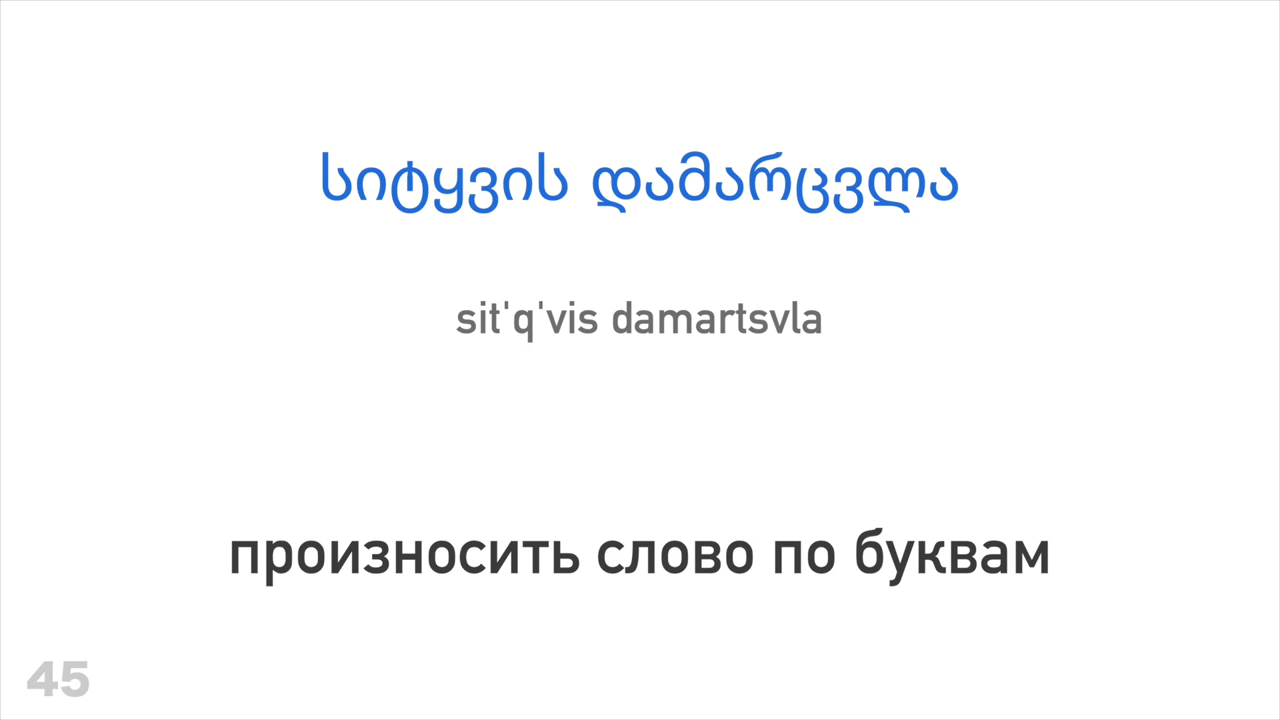 სიტყვის დამარცვლა
sit'q'vis damartsvla
произносить слово по буквам
45